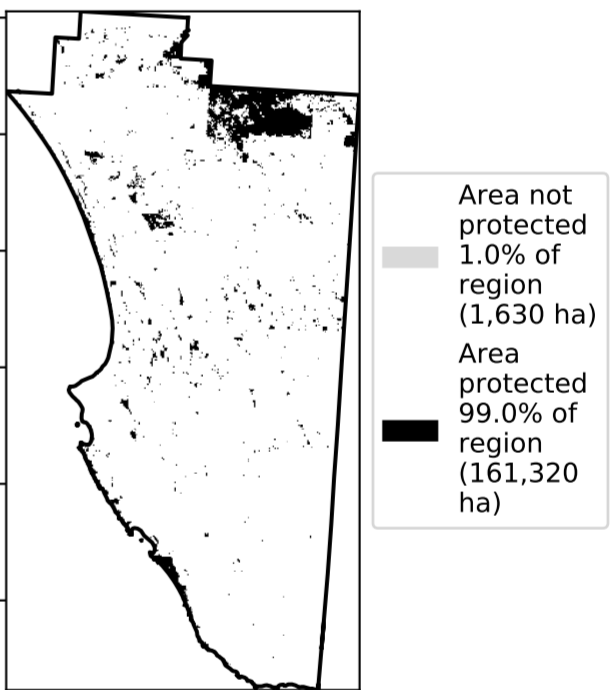 Area not
protected
1.0% of
region
(1,630 ha)
Area
protected
99.0% of
region
(161,320
ha)